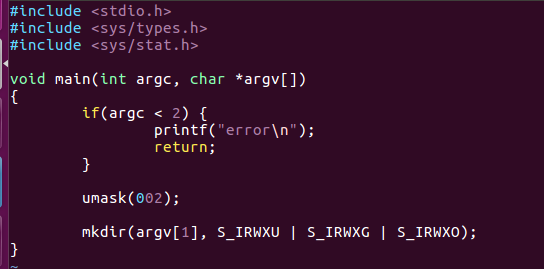 #include <stdio.h>
#include <sys/types.h>
#include <sys/stat.h>

void main(int argc, char *argv[])
{
        if(argc < 2) {
                printf("error\n");
                return;
        }

        umask(002);

        mkdir(argv[1], S_IRWXU | S_IRWXG | S_IRWXO);
}
~